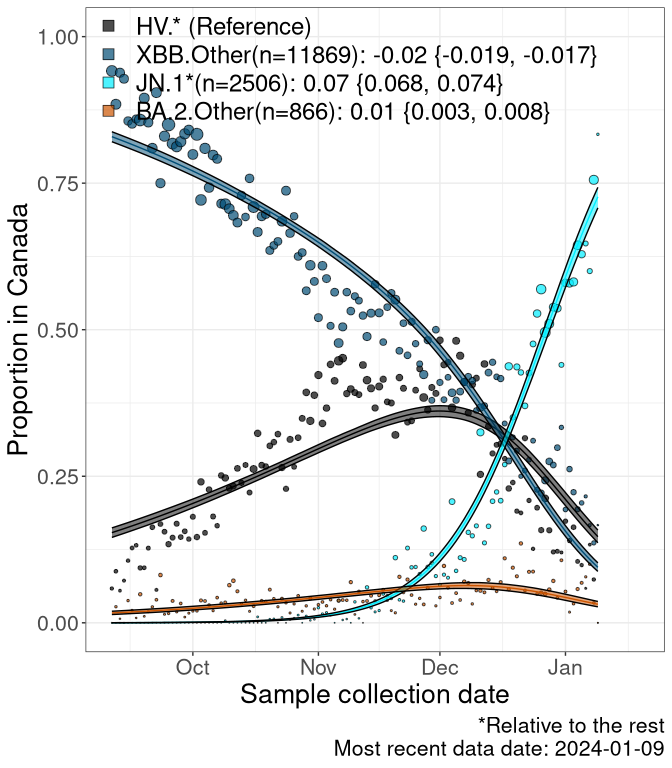 HV.* (Reference)
XBB.Other(n=11869): -0.02 {-0.019, -0.017}
JN.1*(n=2506): 0.07 {0.068, 0.074}
BA.2.Other(n=866): 0.01 {0.003, 0.008}
1.00
0.75
0.50
0.25
0.00
Proportion in Canada
Oct Nov Dec Jan
Sample collection date
*Relative to the rest
Most recent data date: 2024-01-09